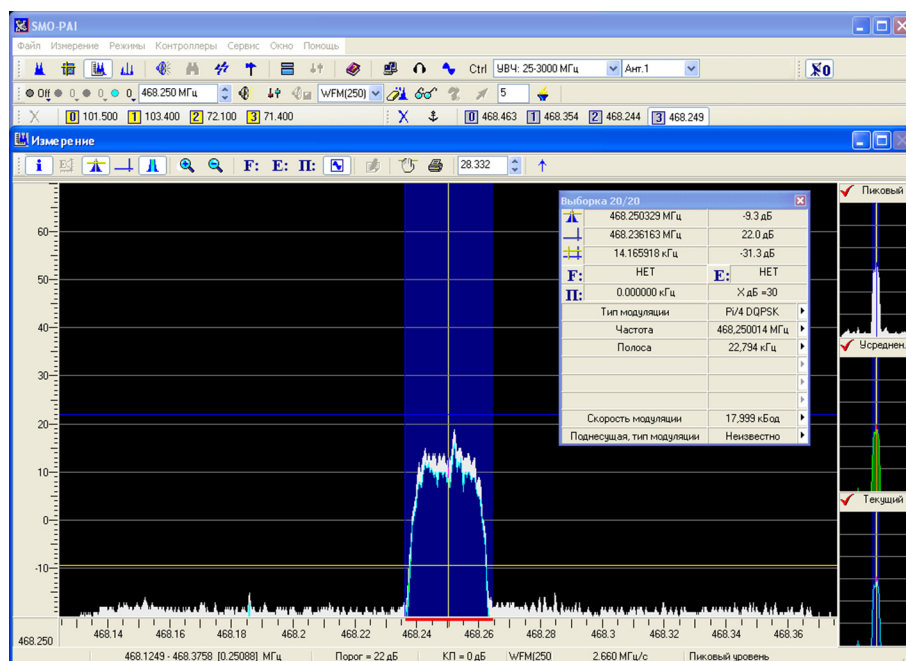 SMO-PAI
Файл Измерение Режимы Контроллеры Сервис Окно Помощь
Ctrl УВЧ: 25-3000 МГц Ант.1 0
Off 0 0 0 468.250 МГц WFM(250) 5
0 101.500 1 103.400 2 72.100 3 71.400 0 468.463 1 468.354 2 468.244 3 468.249
Измерение
i F: E: П: 28.332
Пиковый
Выборка 20/20
468.250329 МГц -9.3 дБ
468.236163 МГц 22.0 дБ
14.165918 кГц -31.3 дБ
F: НЕТ E: НЕТ
П: 0.000000 кГц X дБ =30
Тип модуляции Pi/4 DQPSK
Частота 468,250014 МГц
Полоса 22,794 кГц
Усреднен.
Скорость модуляции 17,999 кБод
Поднесущая, тип модуляции Неизвестно
Текущий
60
50
40
30
20
10
0
-10
468.250 468.14 468.16 468.18 468.2 468.22 468.24 468.26 468.28 468.3 468.32 468.34 468.36
468.1249 - 468.3758 [0.25088] МГц Порог = 22 дБ КП = 0 дБ WFM(250 2.660 МГц/с Пиковый уровень